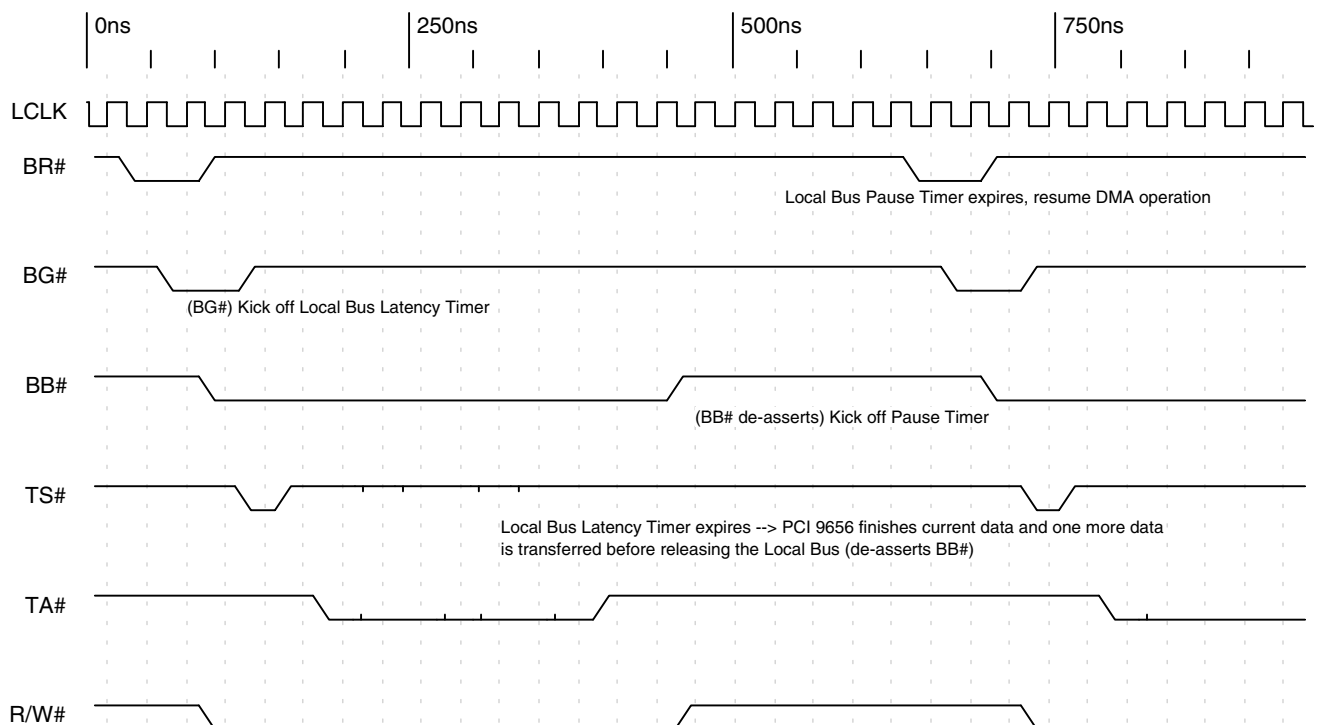 0ns
250ns
500ns
750ns
LCLK
BR#
Local Bus Pause Timer expires, resume DMA operation
BG#
(BG#) Kick off Local Bus Latency Timer
BB#
(BB# de-asserts) Kick off Pause Timer
TS#
Local Bus Latency Timer expires --> PCI 9656 finishes current data and one more data
is transferred before releasing the Local Bus (de-asserts BB#)
TA#
R/W#